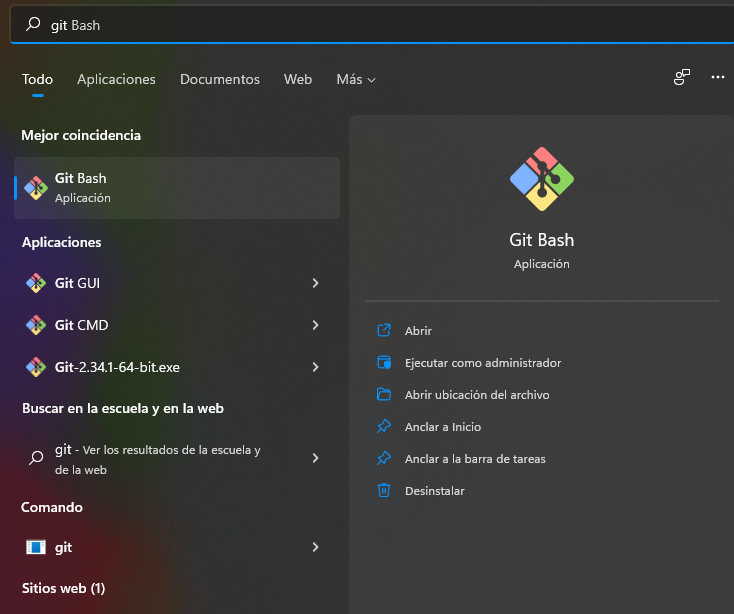 git Bash
Todo Aplicaciones Documentos Web Más
Mejor coincidencia
Git Bash
Aplicación
Aplicaciones
Git GUI
Git CMD
Git-2.34.1-64-bit.exe
Buscar en la escuela y en la web
git - Ver los resultados de la escuela y
de la web
Comando
git
Sitios web (1)
Git Bash
Aplicación
Abrir
Ejecutar como administrador
Abrir ubicación del archivo
Anclar a Inicio
Anclar a la barra de tareas
Desinstalar